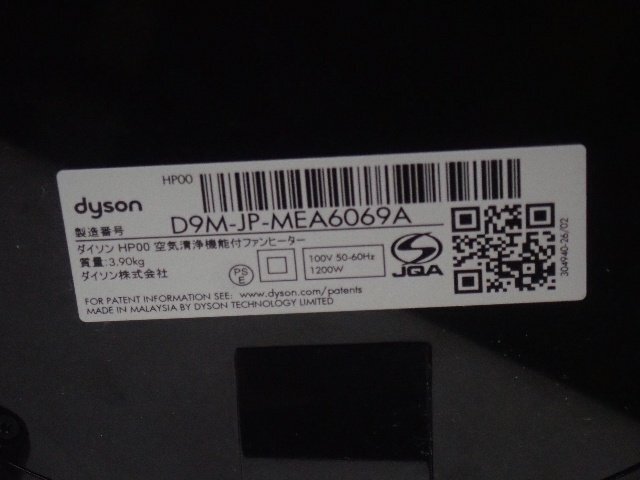 HP00
dyson
製造番号 D9M-JP-MEA6069A
ダイソン HP00 空気清浄機能付ファンヒーター
質量:3.90kg
ダイソン株式会社
PS
E
100V 50-60Hz
1200W
JQA
304940-26/02
FOR PATENT INFORMATION SEE: www.dyson.com/patents
MADE IN MALAYSIA BY DYSON TECHNOLOGY LIMITED